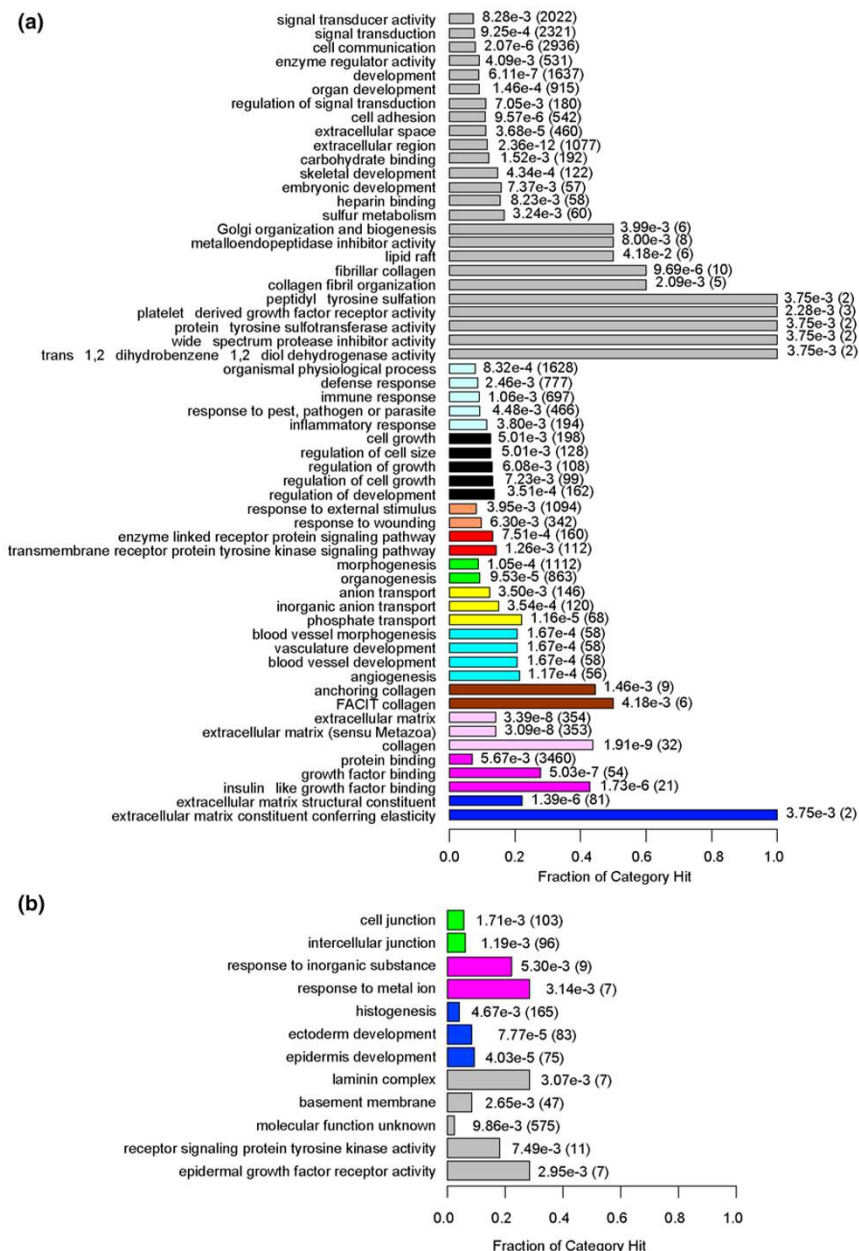 (a)
signal transducer activity 8.28e-3 (2022)
signal transduction 9.25e-4 (2321)
cell communication 2.07e-6 (2936)
enzyme regulator activity 4.09e-3 (531)
development 6.11e-7 (1637)
organ development 1.46e-4 (915)
regulation of signal transduction 7.05e-3 (180)
cell adhesion 9.57e-6 (542)
extracellular space 3.68e-5 (460)
extracellular region 2.36e-12 (1077)
carbohydrate binding 1.52e-3 (192)
skeletal development 4.34e-4 (122)
embryonic development 7.37e-3 (57)
heparin binding 8.23e-3 (58)
sulfur metabolism 3.24e-3 (60)
Golgi organization and biogenesis 3.99e-3 (6)
metalloendopeptidase inhibitor activity 8.00e-3 (8)
lipid raft 4.18e-2 (6)
fibrillar collagen 9.69e-6 (10)
collagen fibril organization 2.09e-3 (5)
peptidyl tyrosine sulfation 3.75e-3 (2)
platelet derived growth factor receptor activity 2.28e-3 (3)
protein tyrosine sulfotransferase activity 3.75e-3 (2)
wide spectrum protease inhibitor activity 3.75e-3 (2)
trans 1,2 dihydrobenzene 1,2 diol dehydrogenase activity 3.75e-3 (2)
organismal physiological process 8.32e-4 (1628)
defense response 2.46e-3 (777)
immune response 1.06e-3 (697)
response to pest, pathogen or parasite 4.48e-3 (466)
inflammatory response 3.80e-3 (194)
cell growth 5.01e-3 (198)
regulation of cell size 5.01e-3 (128)
regulation of growth 6.08e-3 (108)
regulation of cell growth 7.23e-3 (99)
regulation of development 3.51e-4 (162)
response to external stimulus 3.95e-3 (1094)
response to wounding 6.30e-3 (342)
enzyme linked receptor protein signaling pathway 7.51e-4 (160)
transmembrane receptor protein tyrosine kinase signaling pathway 1.26e-3 (112)
morphogenesis 1.05e-4 (1112)
organogenesis 9.53e-5 (863)
anion transport 3.50e-3 (146)
inorganic anion transport 3.54e-4 (120)
phosphate transport 1.16e-5 (68)
blood vessel morphogenesis 1.67e-4 (58)
vasculature development 1.67e-4 (58)
blood vessel development 1.67e-4 (58)
angiogenesis 1.17e-4 (56)
anchoring collagen 1.46e-3 (9)
FACIT collagen 4.18e-3 (6)
extracellular matrix 3.39e-8 (354)
extracellular matrix (sensu Metazoa) 3.09e-8 (353)
collagen 1.91e-9 (32)
protein binding 5.67e-3 (3460)
growth factor binding 5.03e-7 (54)
insulin like growth factor binding 1.73e-6 (21)
extracellular matrix structural constituent 1.39e-6 (81)
extracellular matrix constituent conferring elasticity 3.75e-3 (2)
0.0 0.2 0.4 0.6 0.8 1.0
Fraction of Category Hit
(b)
cell junction 1.71e-3 (103)
intercellular junction 1.19e-3 (96)
response to inorganic substance 5.30e-3 (9)
response to metal ion 3.14e-3 (7)
histogenesis 4.67e-3 (165)
ectoderm development 7.77e-5 (83)
epidermis development 4.03e-5 (75)
laminin complex 3.07e-3 (7)
basement membrane 2.65e-3 (47)
molecular function unknown 9.86e-3 (575)
receptor signaling protein tyrosine kinase activity 7.49e-3 (11)
epidermal growth factor receptor activity 2.95e-3 (7)
0.0 0.2 0.4 0.6 0.8 1.0
Fraction of Category Hit